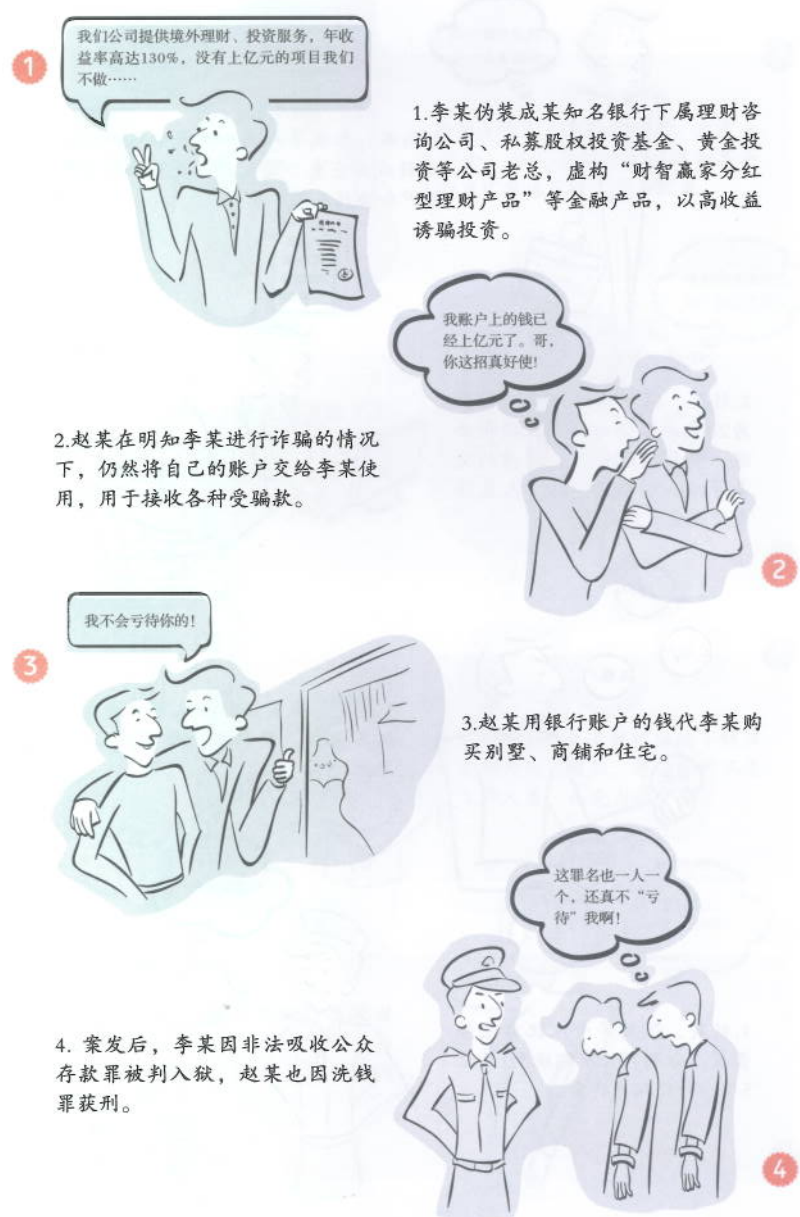 1
我们公司提供境外理财、投资服务，年收
益率高达130%，没有上亿元的项目我们
不做……
1.李某伪装成某知名银行下属理财咨
询公司、私募股权投资基金、黄金投
资等公司老总，虚构“财智赢家分红
型理财产品”等金融产品，以高收益
诱骗投资。
我账户上的钱已
经上亿元了。哥，
你这招真好使!
2.赵某在明知李某进行诈骗的情况
下，仍然将自己的账户交给李某使
用，用于接收各种受骗款。
2
我不会亏待你的!
3
3.赵某用银行账户的钱代李某购
买别墅、商铺和住宅。
这罪名也一人一
个，还真不“亏
待”我啊!
4. 案发后，李某因非法吸收公众
存款罪被判入狱，赵某也因洗钱
罪获刑。
4